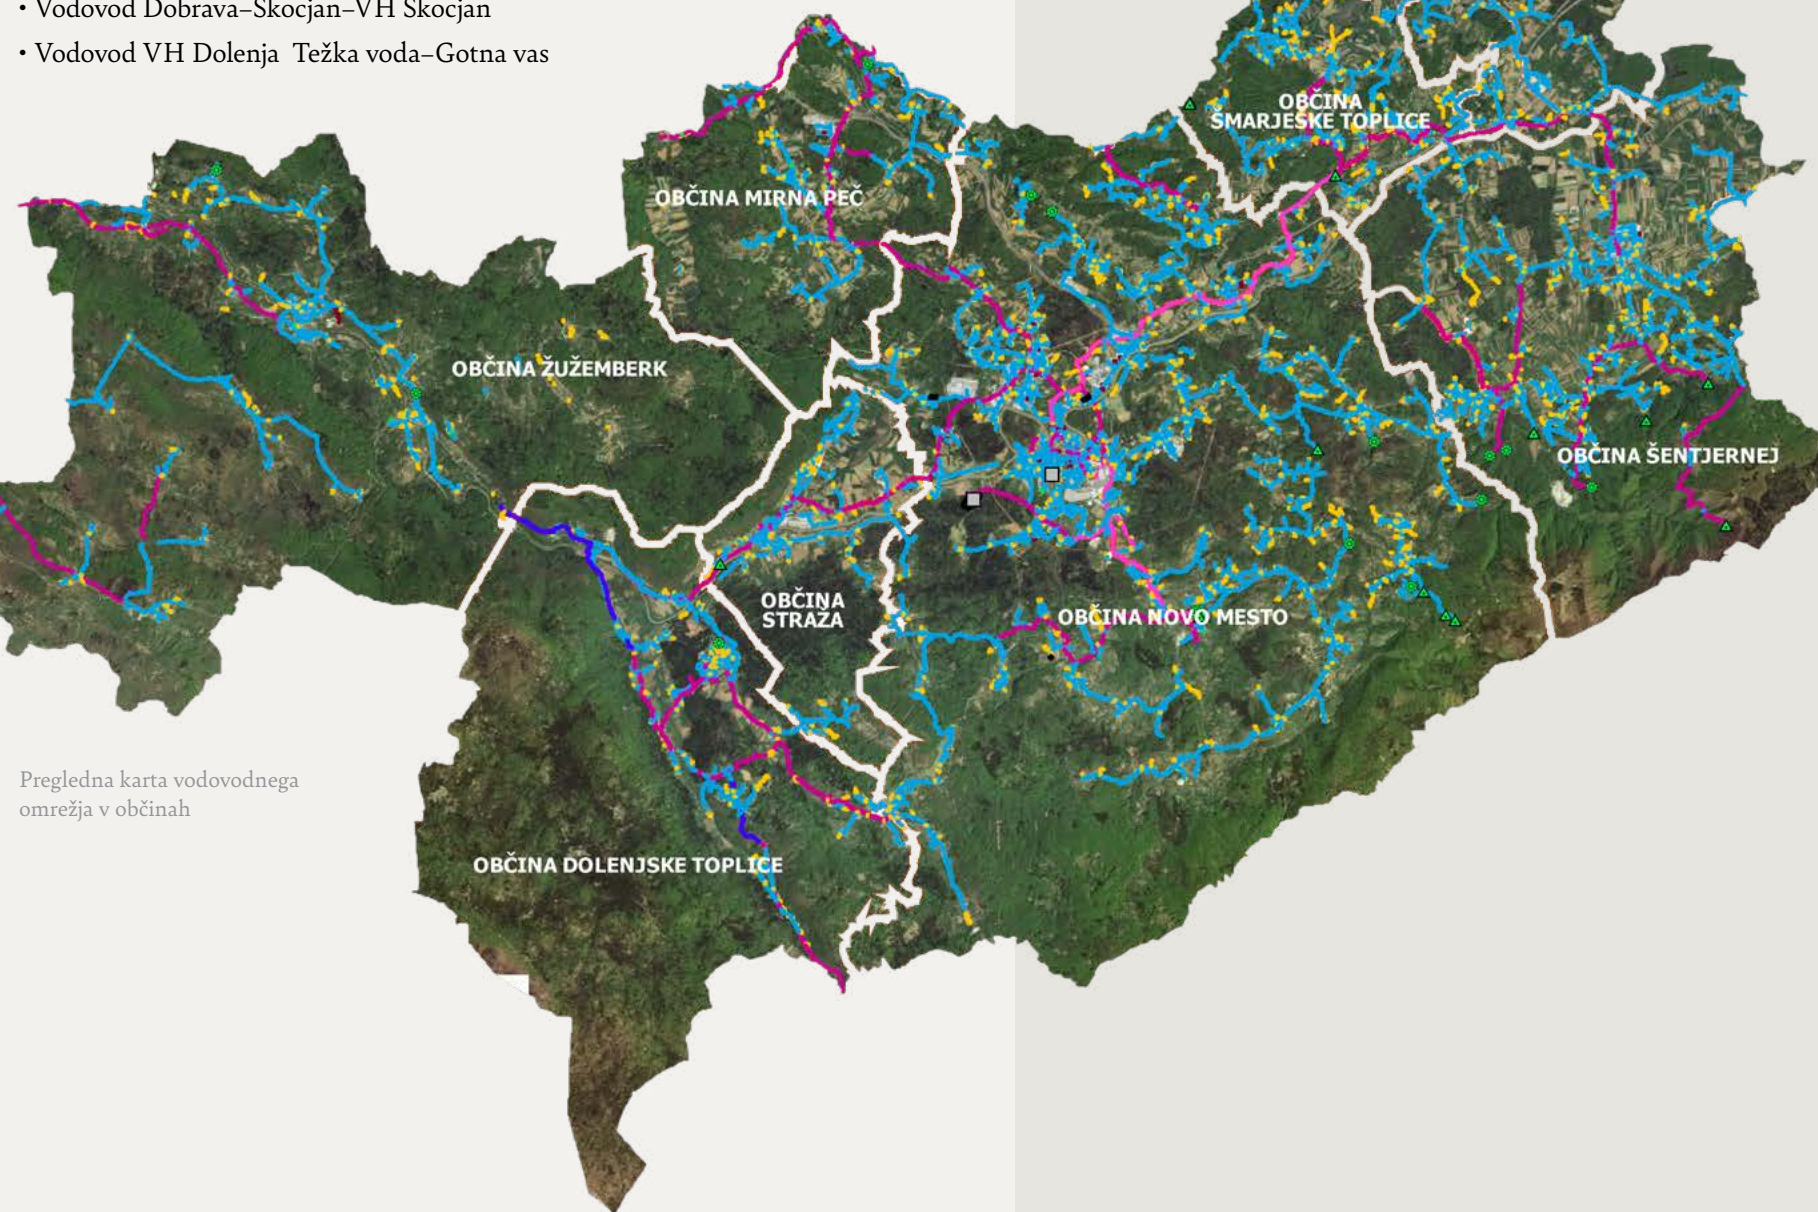 • Vodovod Dobrava–Škocjan–VH Škocjan
• Vodovod VH Dolenja Težka voda–Gotna vas
OBČINA
ŠMARJEŠKE TOPLICE
OBČINA MIRNA PEČ
OBČINA ŽUŽEMBERK
OBČINA ŠENTJERNEJ
OBČINA
STRAŽA
OBČINA NOVO MESTO
Pregledna karta vodovodnega
omrežja v občinah
OBČINA DOLENJSKE TOPLICE